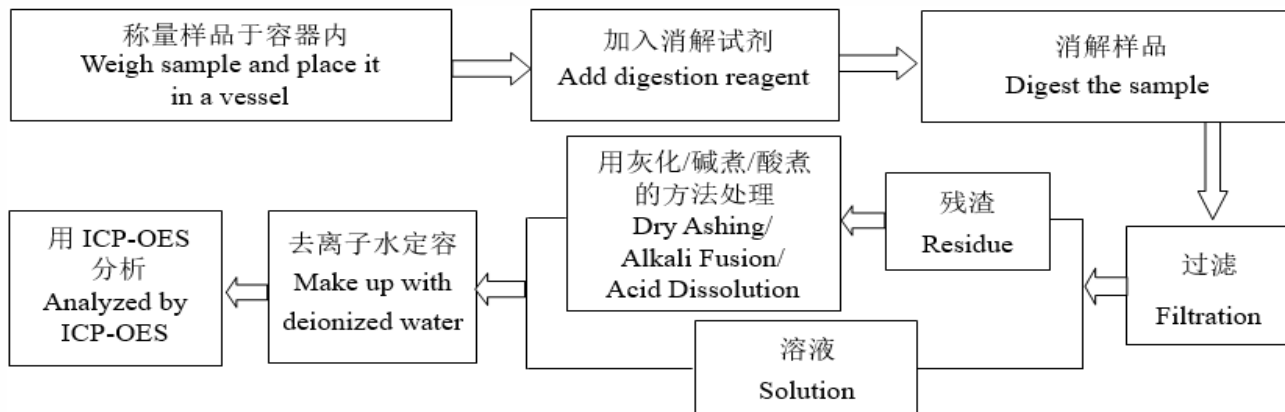 称量样品于容器内
Weigh sample and place it
in a vessel
加入消解试剂
Add digestion reagent
消解样品
Digest the sample
过滤
Filtration
残渣
Residue
用灰化/碱煮/酸煮
的方法处理
Dry Ashing/
Alkali Fusion/
Acid Dissolution
溶液
Solution
去离子水定容
Make up with
deionized water
用 ICP-OES
分析
Analyzed by
ICP-OES